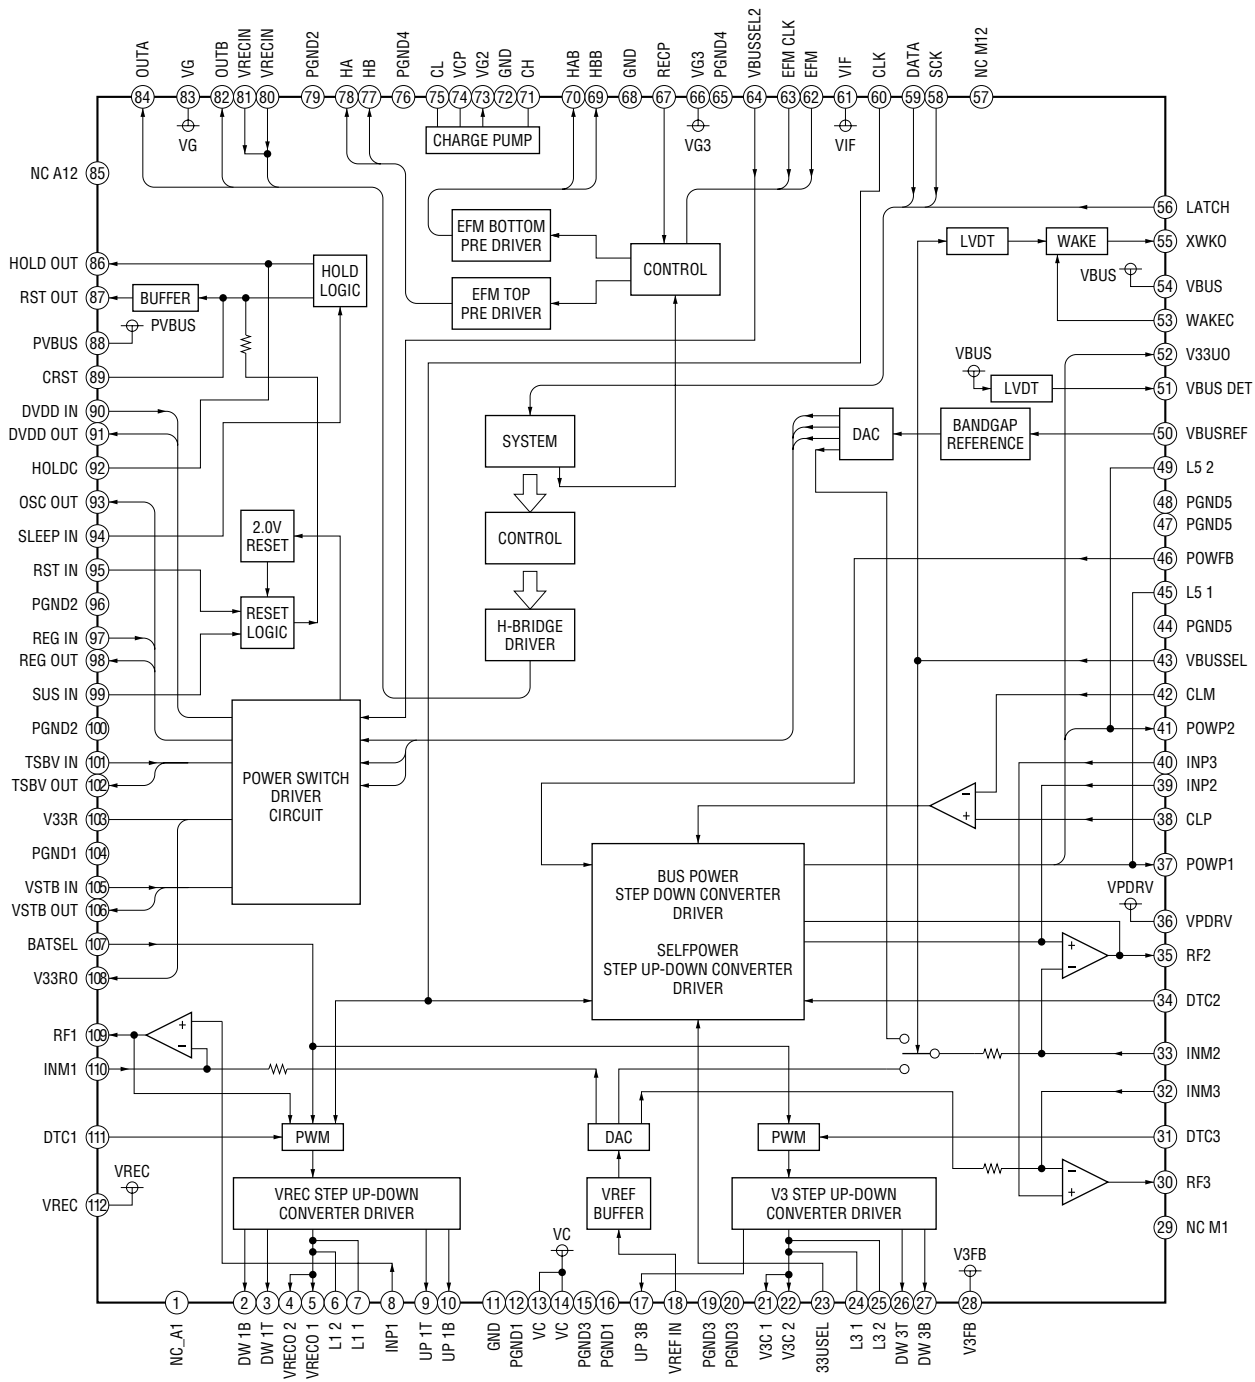 OUTA
VG
OUTB
VRECIN
VRECIN
PGND2
HA
HB
PGND4
CL
VCP
VG2
GND
CH
HAB
HBB
GND
RECP
VG3
PGND4
VBUSSEL2
EFM CLK
EFM
VIF
CLK
DATA
SCK
NC M12
84 83 82 81 80 79 78 77 76 75 74 73 72 71 70 69 68 67 66 65 64 63 62 61 60 59 58 57
VG
CHARGE PUMP
VG3
VIF
NC A12 85
HOLD OUT 86
RST OUT 87
PVBUS 88
CRST 89
DVDD IN 90
DVDD OUT 91
HOLDC 92
OSC OUT 93
SLEEP IN 94
RST IN 95
PGND2 96
REG IN 97
REG OUT 98
SUS IN 99
PGND2 100
TSBV IN 101
TSBV OUT 102
V33R 103
PGND1 104
VSTB IN 105
VSTB OUT 106
BATSEL 107
V33RO 108
RF1 109
INM1 110
DTC1 111
VREC 112
HOLD
LOGIC
BUFFER
PVBUS
2.0V
RESET
RESET
LOGIC
POWER SWITCH
DRIVER
CIRCUIT
+
−
PWM
VREC
VREC STEP UP-DOWN
CONVERTER DRIVER
EFM BOTTOM
PRE DRIVER
EFM TOP
PRE DRIVER
CONTROL
SYSTEM
CONTROL
H-BRIDGE
DRIVER
DAC
BANDGAP
REFERENCE
LVDT
WAKE
VBUS
VBUS
LVDT
−
+
BUS POWER
STEP DOWN CONVERTER
DRIVER
SELFPOWER
STEP UP-DOWN CONVERTER
DRIVER
VPDRV
+
−
DAC
VREF
BUFFER
PWM
V3 STEP UP-DOWN
CONVERTER DRIVER
−
+
VC
V3FB
56 LATCH
55 XWKO
54 VBUS
53 WAKEC
52 V33UO
51 VBUS DET
50 VBUSREF
49 L5 2
48 PGND5
47 PGND5
46 POWFB
45 L5 1
44 PGND5
43 VBUSSEL
42 CLM
41 POWP2
40 INP3
39 INP2
38 CLP
37 POWP1
36 VPDRV
35 RF2
34 DTC2
33 INM2
32 INM3
31 DTC3
30 RF3
29 NC M1
1 2 3 4 5 6 7 8 9 10 11 12 13 14 15 16 17 18 19 20 21 22 23 24 25 26 27 28
NC_A1
DW 1B
DW 1T
VRECO 2
VRECO 1
L1 2
L1 1
INP1
UP 1T
UP 1B
GND
PGND1
VC
VC
PGND3
PGND1
UP 3B
VREF IN
PGND3
PGND3
V3C 1
V3C 2
33USEL
L3 1
L3 2
DW 3T
DW 3B
V3FB